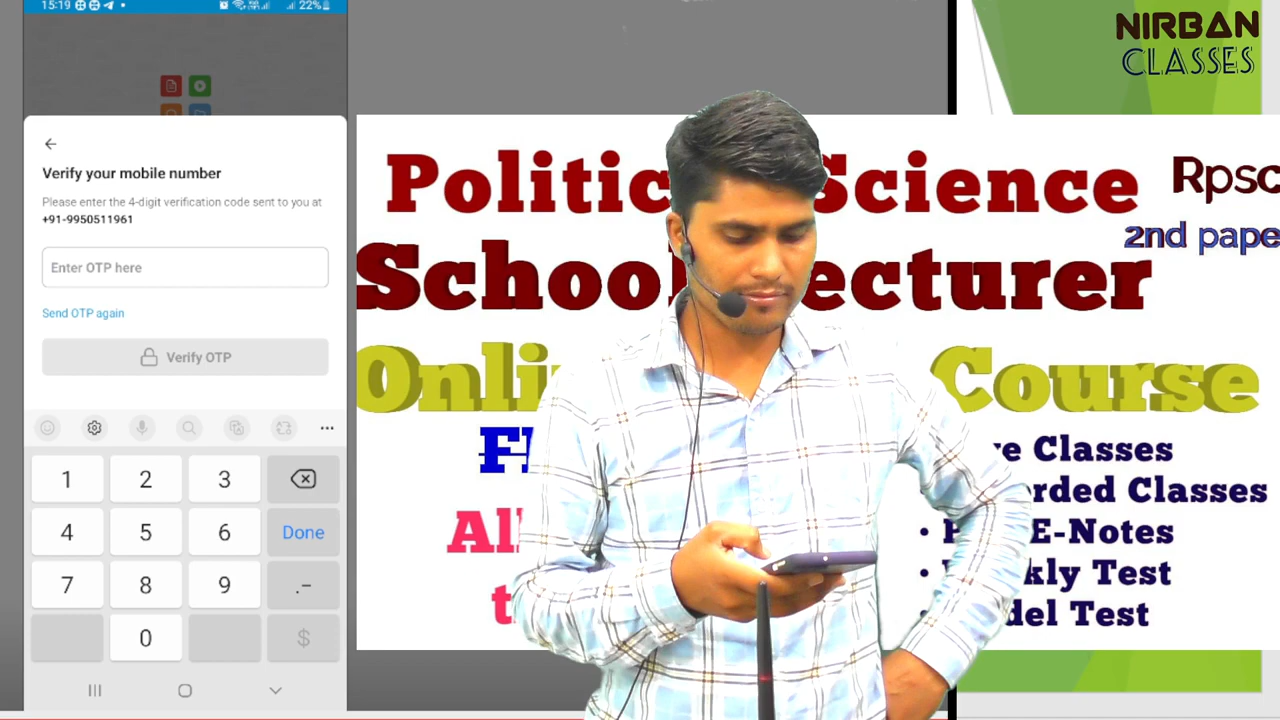 15:19
22%
Verify your mobile number
Please enter the 4-digit verification code sent to you at
+91-9950511961
Enter OTP here
Send OTP again
Verify OTP
1 2 3
4 5 6 Done
7 8 9 .-
0 $
NIRBAN
CLASSES
Politic Science
Rpsc
2nd pape
School ecturer
Onli Course
e Classes
rded Classes
E-Notes
kly Test
del Test